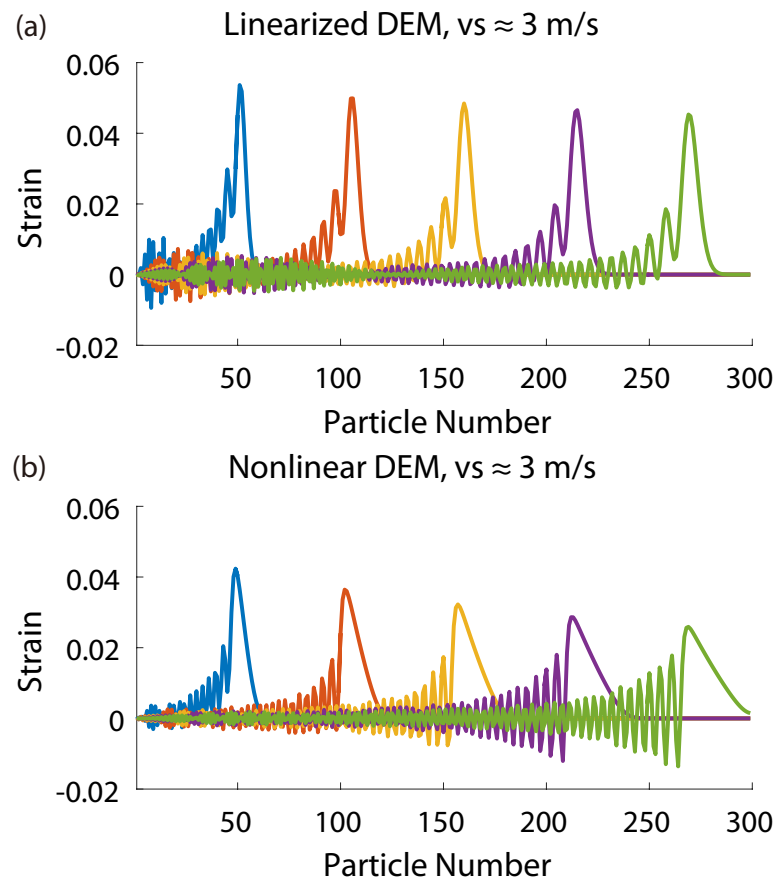 (a) Linearized DEM, vs ≈ 3 m/s
0.06
0.04
0.02
0
-0.02
Strain
50 100 150 200 250 300
Particle Number
(b) Nonlinear DEM, vs ≈ 3 m/s
0.06
0.04
0.02
0
-0.02
Strain
50 100 150 200 250 300
Particle Number